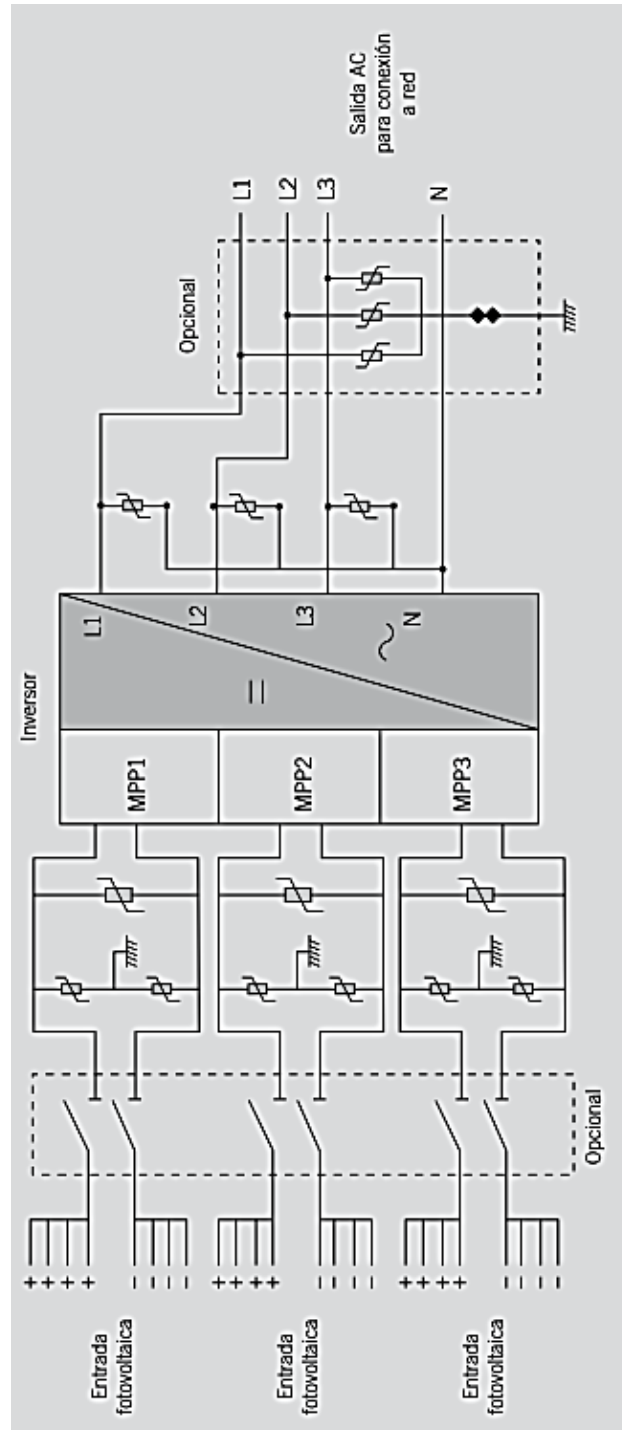 Entrada
fotovoltaica
+
+
+
+
–
–
–
–
Entrada
fotovoltaica
+
+
+
+
–
–
–
–
Entrada
fotovoltaica
+
+
+
+
–
–
–
–
Opcional
Inversor
MPP1
MPP2
MPP3
=
~
L1
L2
L3
N
Opcional
L1
L2
L3
N
Salida AC
para conexión
a red